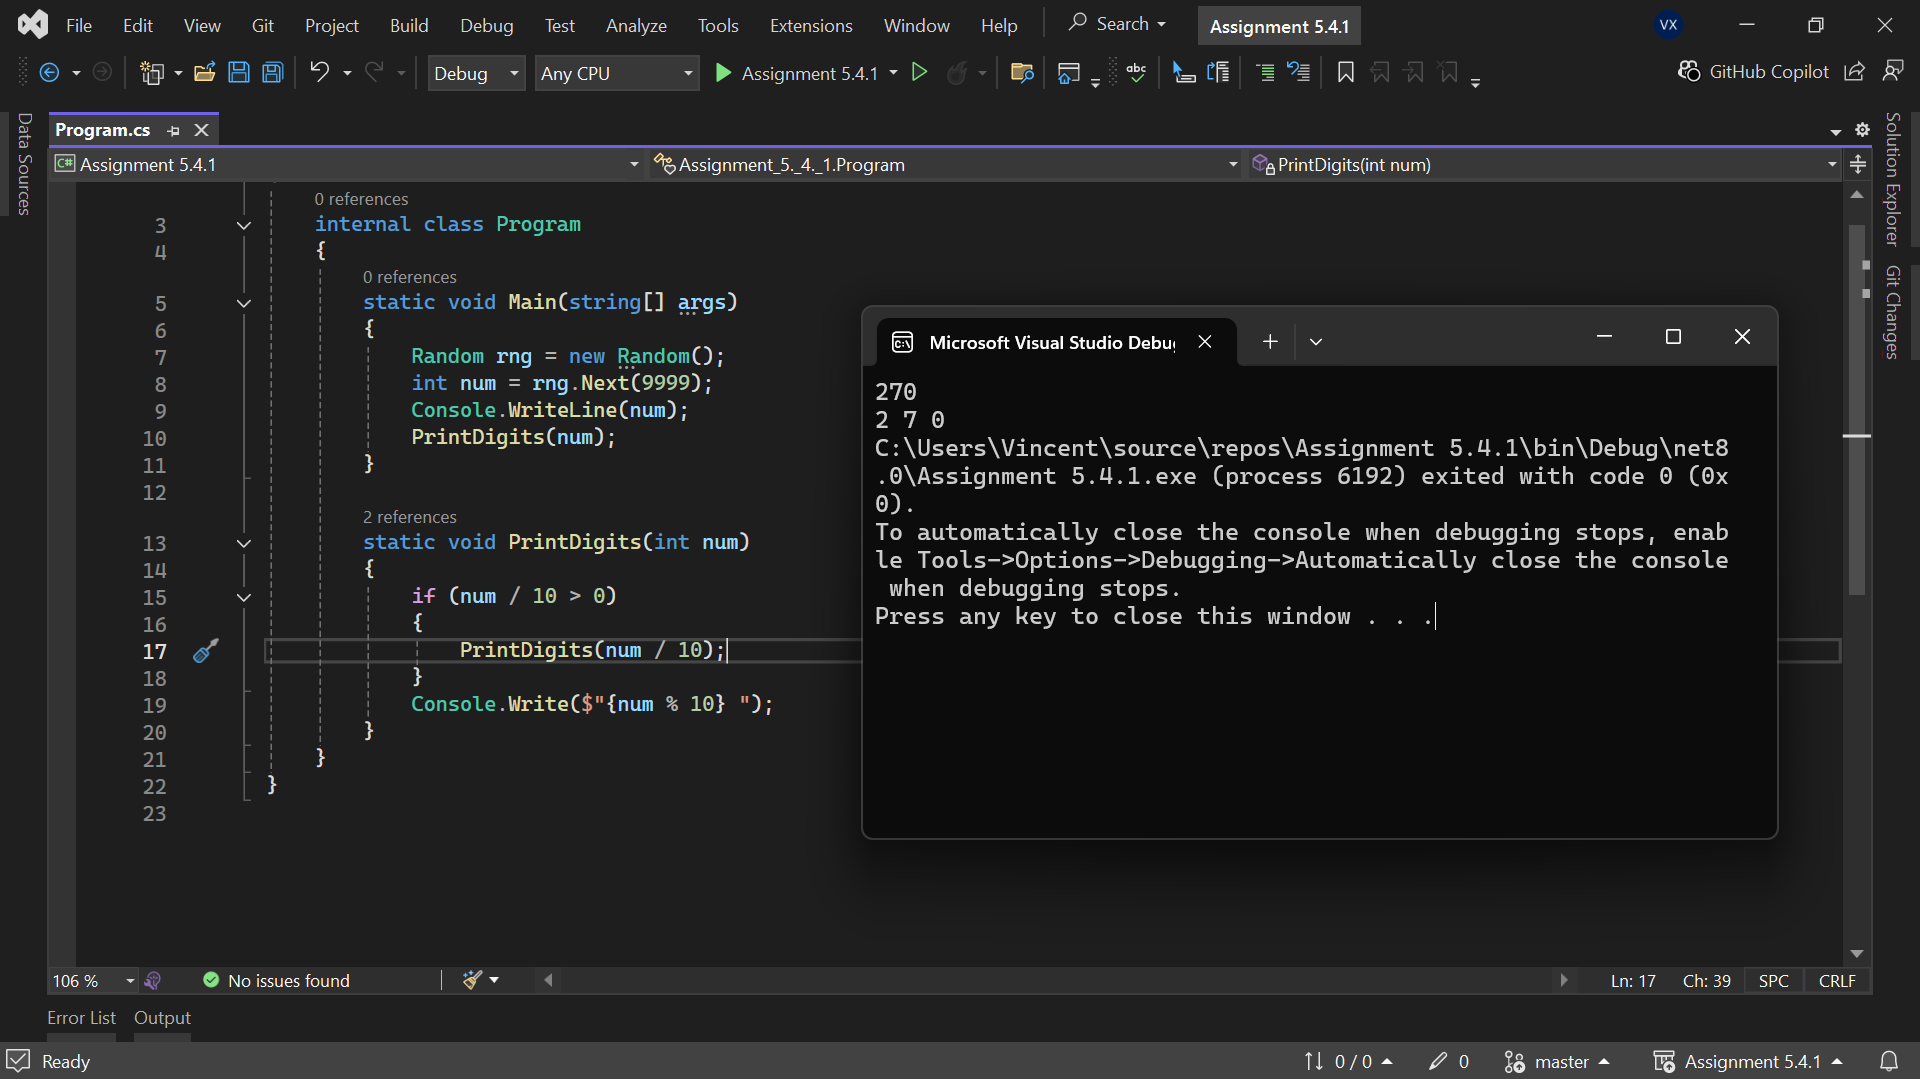 File Edit View Git Project Build Debug Test Analyze Tools Extensions Window Help Search Assignment 5.4.1 VX
Debug Any CPU Assignment 5.4.1 abc GitHub Copilot
Data Sources
Program.cs
C# Assignment 5.4.1 Assignment_5._4._1.Program PrintDigits(int num)
Solution Explorer
Git Changes
0 references
3 internal class Program
4 {
0 references
5 static void Main(string[] args)
6 {
7 Random rng = new Random();
8 int num = rng.Next(9999);
9 Console.WriteLine(num);
10 PrintDigits(num);
11 }
12
2 references
13 static void PrintDigits(int num)
14 {
15 if (num / 10 > 0)
16 {
17 PrintDigits(num / 10);
18 }
19 Console.Write($"{num % 10} ");
20 }
21 }
22 }
23
C:\ Microsoft Visual Studio Debu
270
2 7 0
C:\Users\Vincent\source\repos\Assignment 5.4.1\bin\Debug\net8
.0\Assignment 5.4.1.exe (process 6192) exited with code 0 (0x
0).
To automatically close the console when debugging stops, enab
le Tools->Options->Debugging->Automatically close the console
when debugging stops.
Press any key to close this window . . .
106 % No issues found Ln: 17 Ch: 39 SPC CRLF
Error List Output
Ready 0 / 0 0 master Assignment 5.4.1